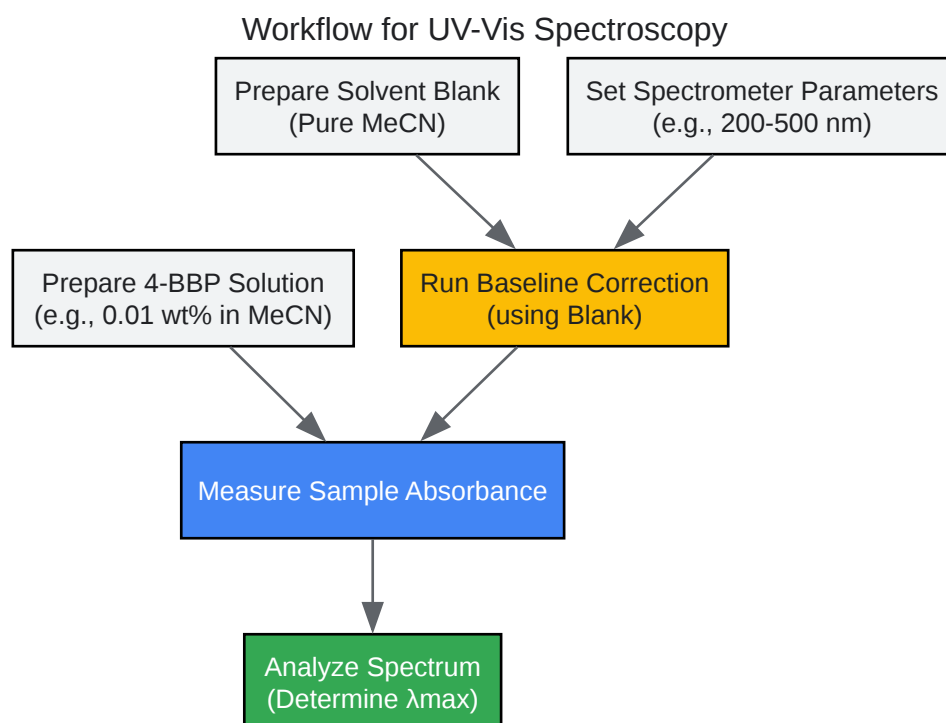 Workflow for UV-Vis Spectroscopy
Prepare Solvent Blank
(Pure MeCN)
Set Spectrometer Parameters
(e.g., 200-500 nm)
Prepare 4-BBP Solution
(e.g., 0.01 wt% in MeCN)
Run Baseline Correction
(using Blank)
Measure Sample Absorbance
Analyze Spectrum
(Determine λmax)